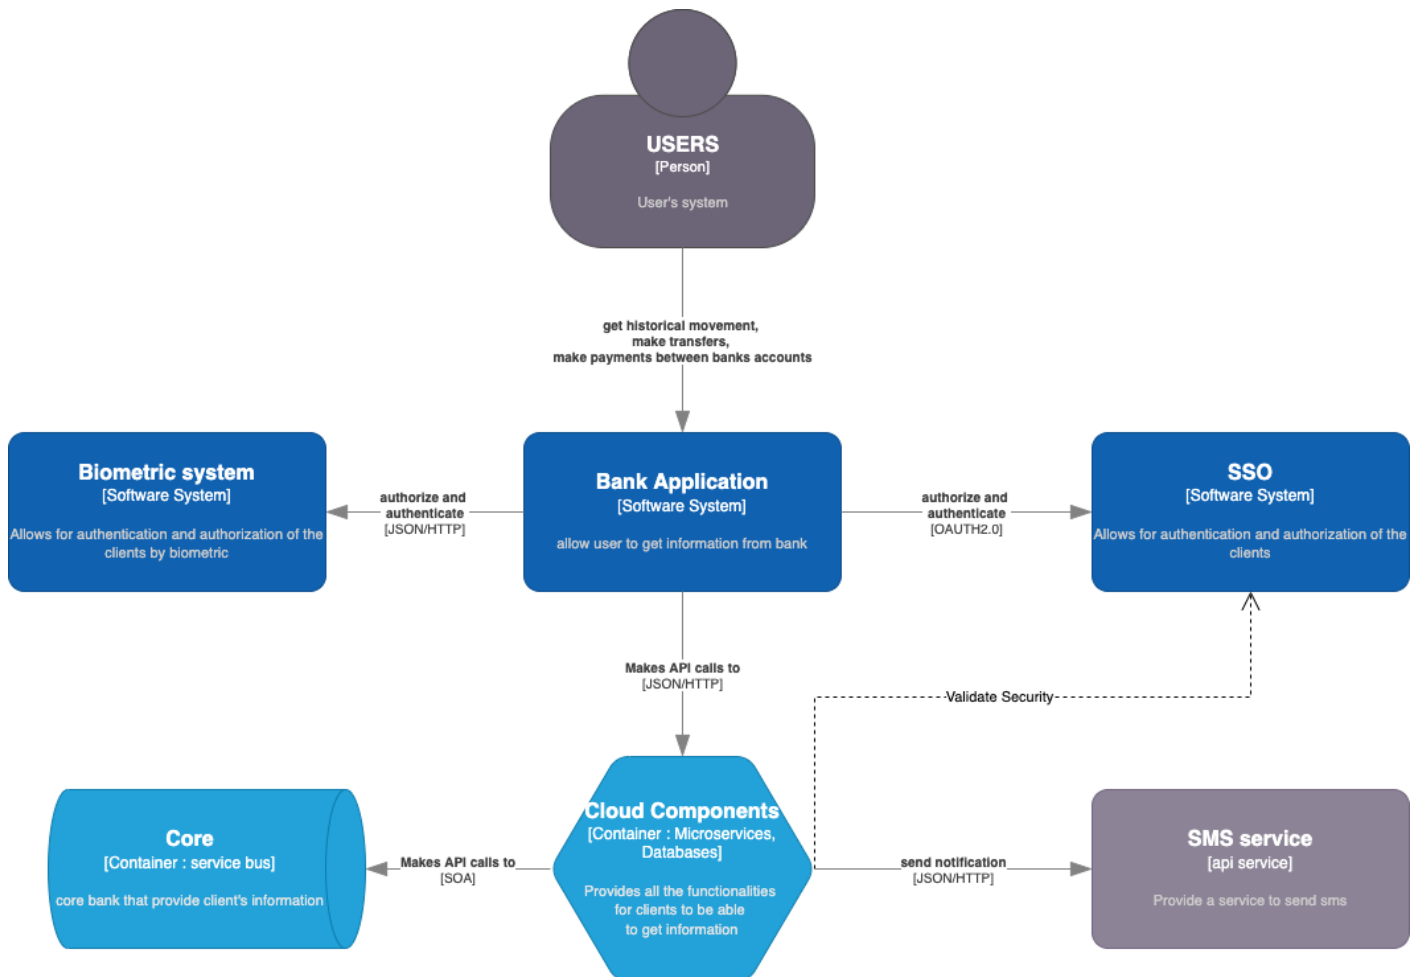 USERS
[Person]
User's system
get historical movement,
make transfers,
make payments between banks accounts
Biometric system
[Software System]
Allows for authentication and authorization of the
clients by biometric
authorize and
authenticate
[JSON/HTTP]
Bank Application
[Software System]
allow user to get information from bank
authorize and
authenticate
[OAUTH2.0]
SSO
[Software System]
Allows for authentication and authorization of the
clients
Makes API calls to
[JSON/HTTP]
Validate Security
Core
[Container : service bus]
core bank that provide client's information
Makes API calls to
[SOA]
Cloud Components
[Container : Microservices,
Databases]
Provides all the functionalities
for clients to be able
to get information
send notification
[JSON/HTTP]
SMS service
[api service]
Provide a service to send sms